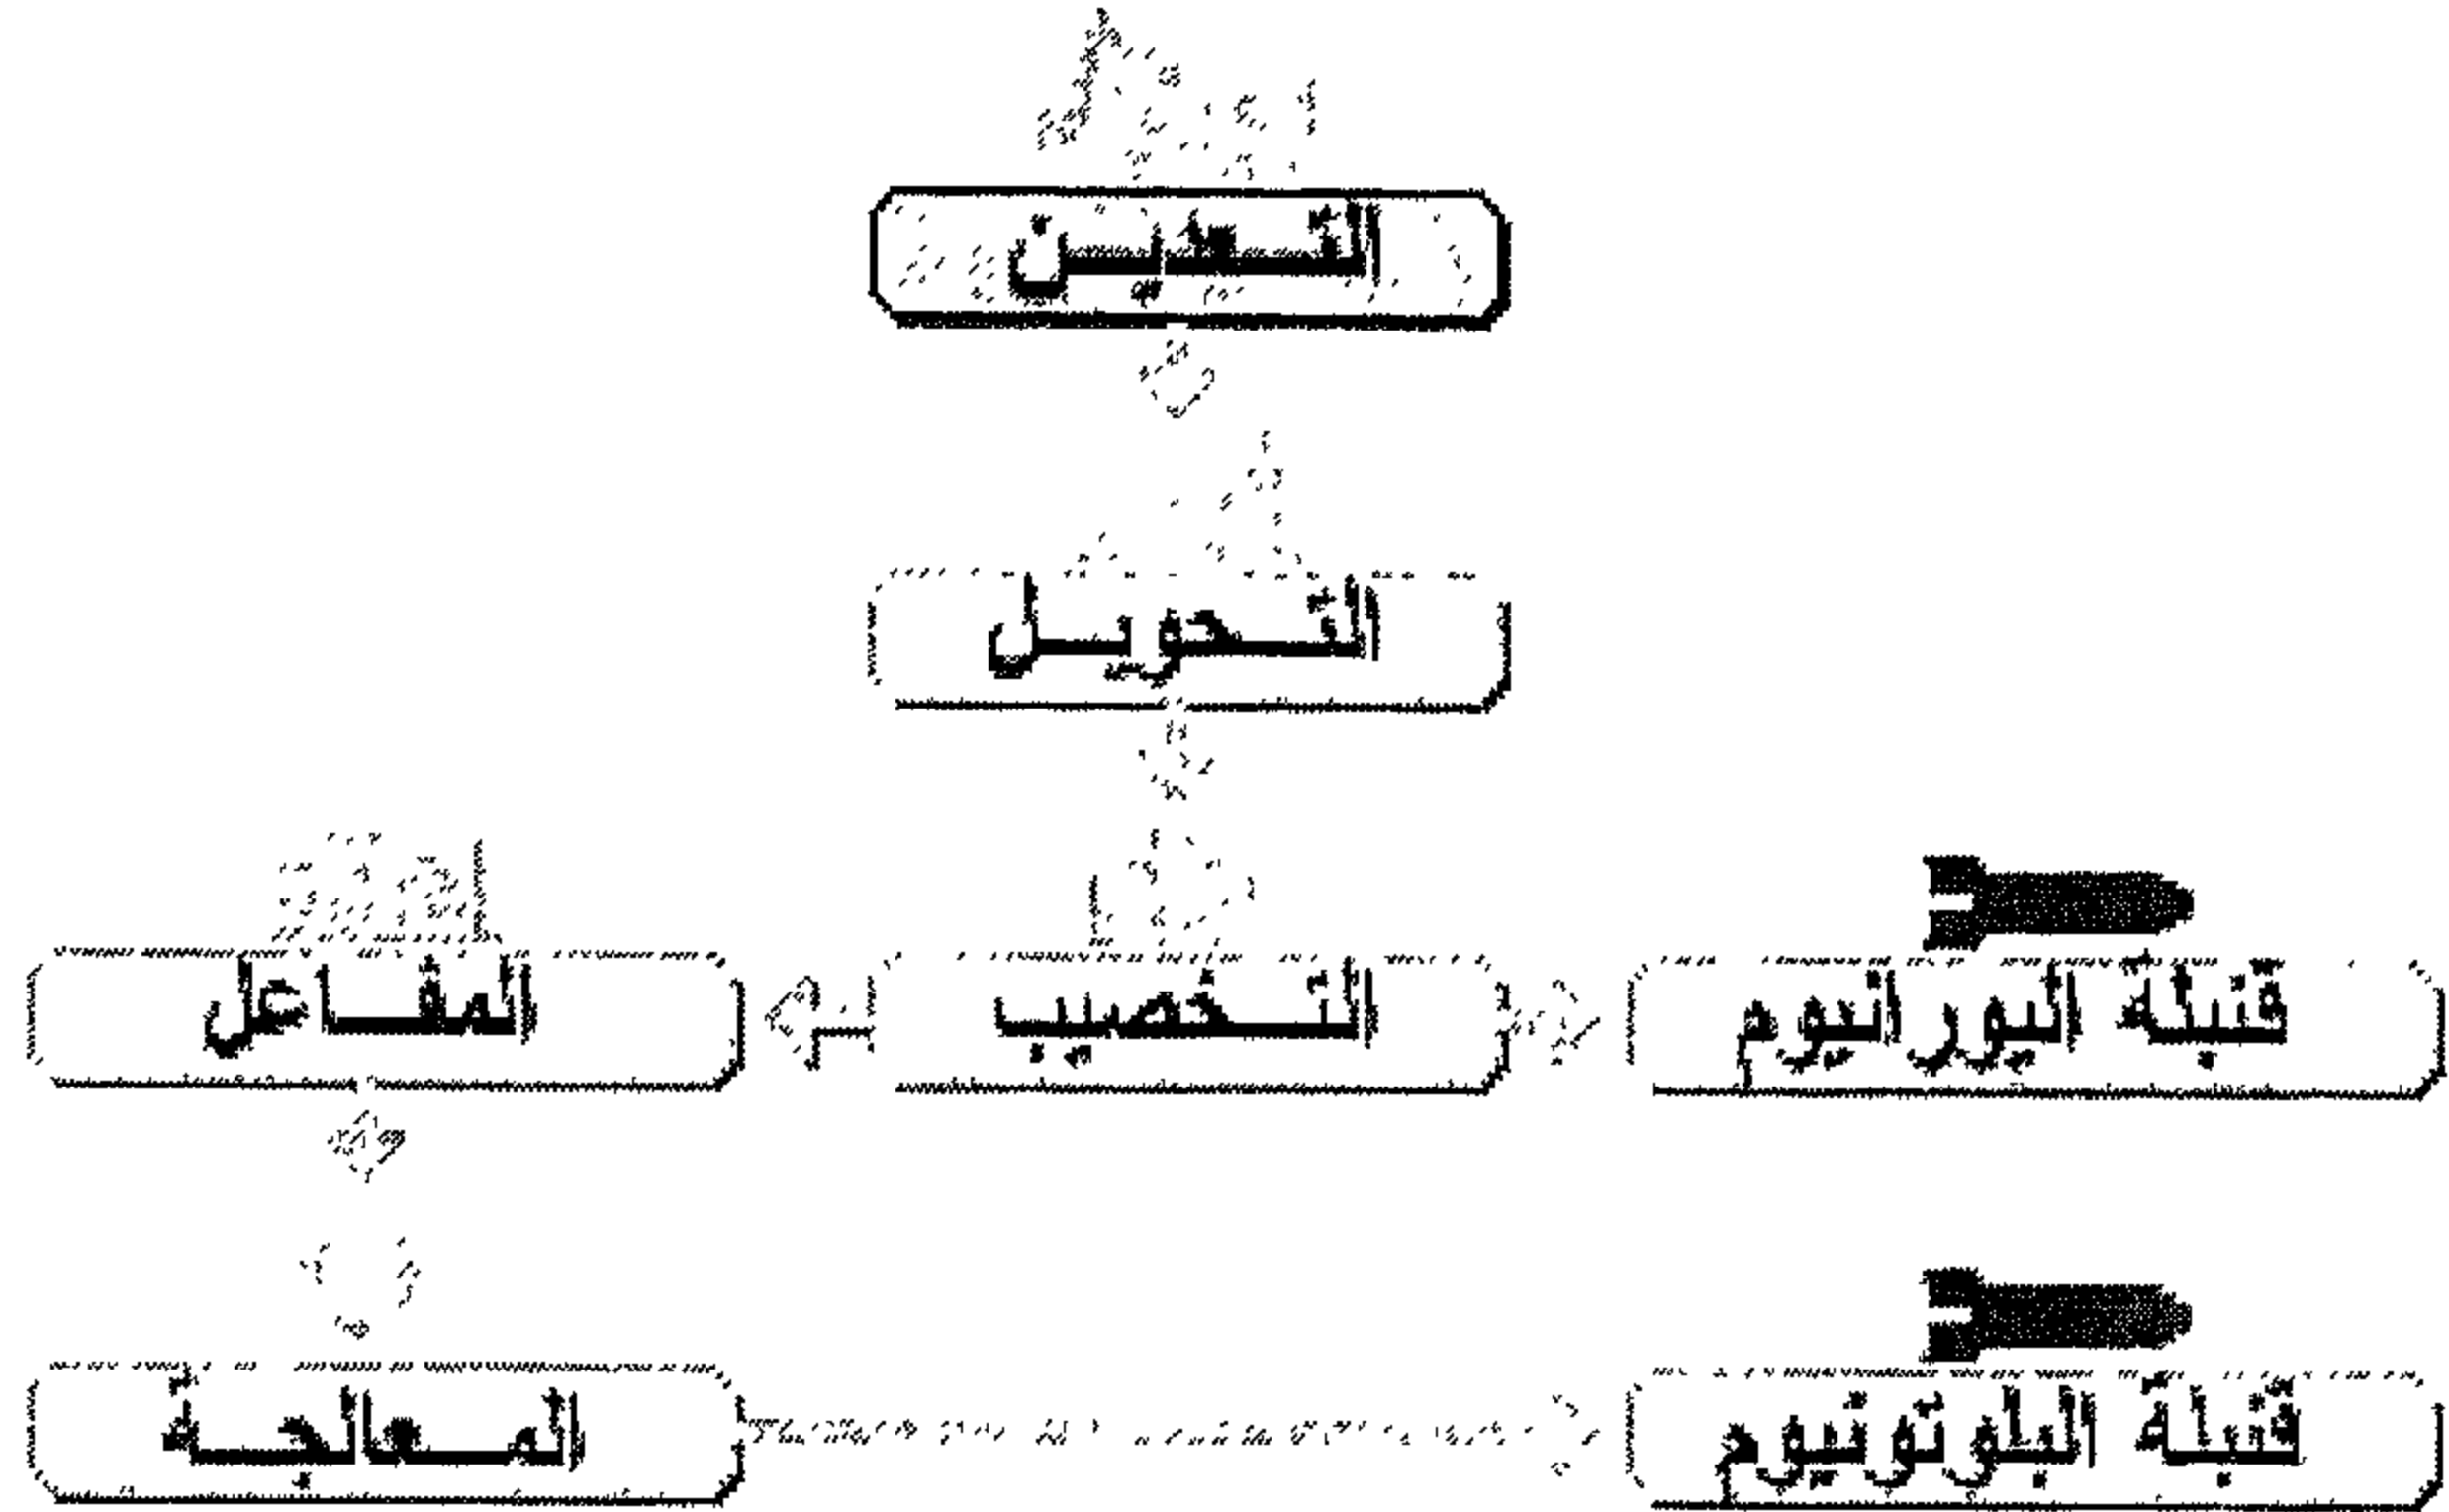 التعدين
التحويل
قنبلة اليورانيوم
التخصيب
المفاعل
قنبلة البلوتونيوم
المعالجة